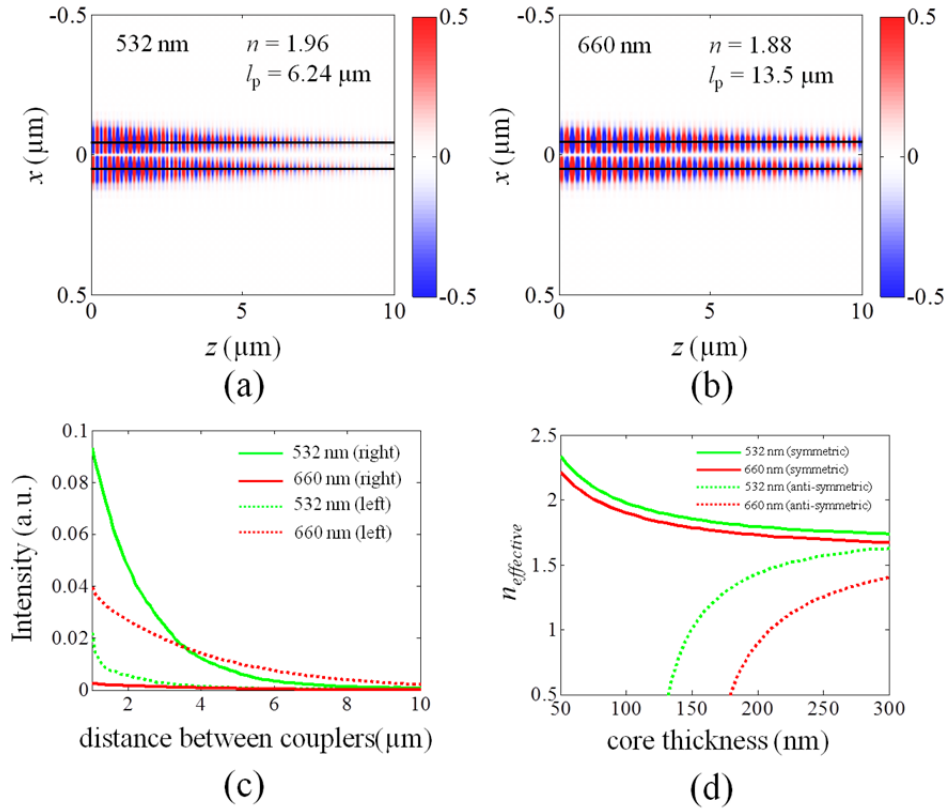 532 nm
n = 1.96
lp = 6.24 µm
-0.5
0
0.5
x (µm)
0
5
10
z (µm)
0.5
0
-0.5
(a)
660 nm
n = 1.88
lp = 13.5 µm
-0.5
0
0.5
x (µm)
0
5
10
z (µm)
0.5
0
-0.5
(b)
0.1
0.08
0.06
0.04
0.02
0
Intensity (a.u.)
532 nm (right)
660 nm (right)
532 nm (left)
660 nm (left)
2
4
6
8
10
distance between couplers(µm)
(c)
2.5
2
1.5
1
0.5
neffective
532 nm (symmetric)
660 nm (symmetric)
532 nm (anti-symmetric)
660 nm (anti-symmetric)
50
100
150
200
250
300
core thickness (nm)
(d)